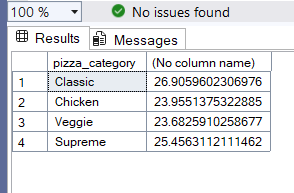 100 % No issues found
Results Messages
pizza_category (No column name)
1 Classic 26.9059602306976
2 Chicken 23.9551375322885
3 Veggie 23.6825910258677
4 Supreme 25.4563112111462